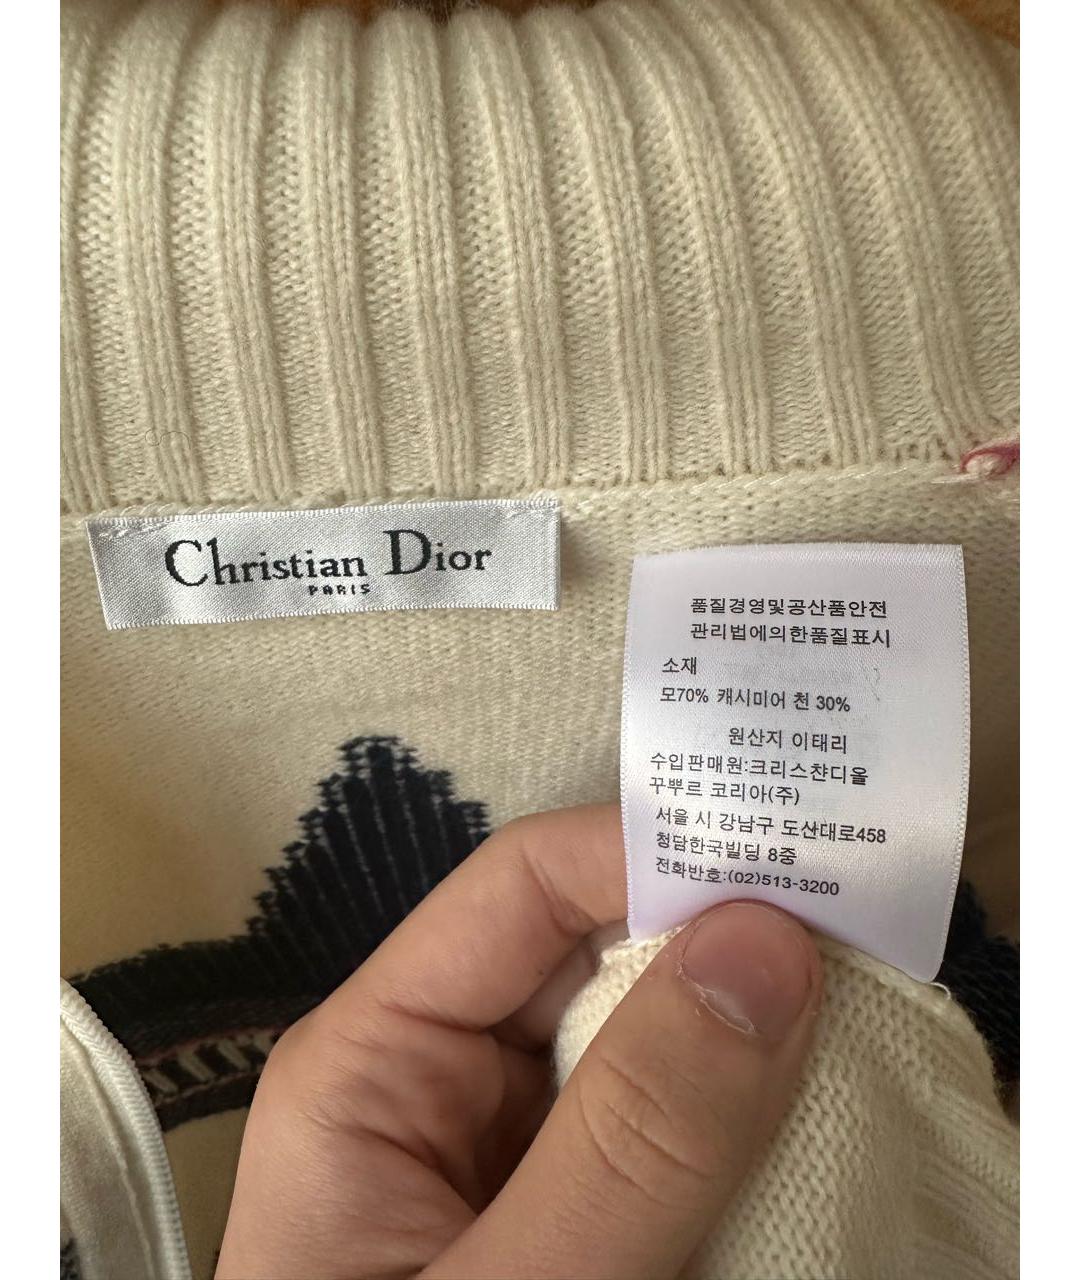 Christian Dior
PARIS
품질경영및공산품안전
관리법에의한품질표시
소재
모70% 캐시미어 천 30%
원산지 이태리
수입판매원:크리스챤디올
꾸뿌르 코리아(주)
서울 시 강남구 도산대로458
청담한국빌딩 8중
전화번호:(02)513-3200